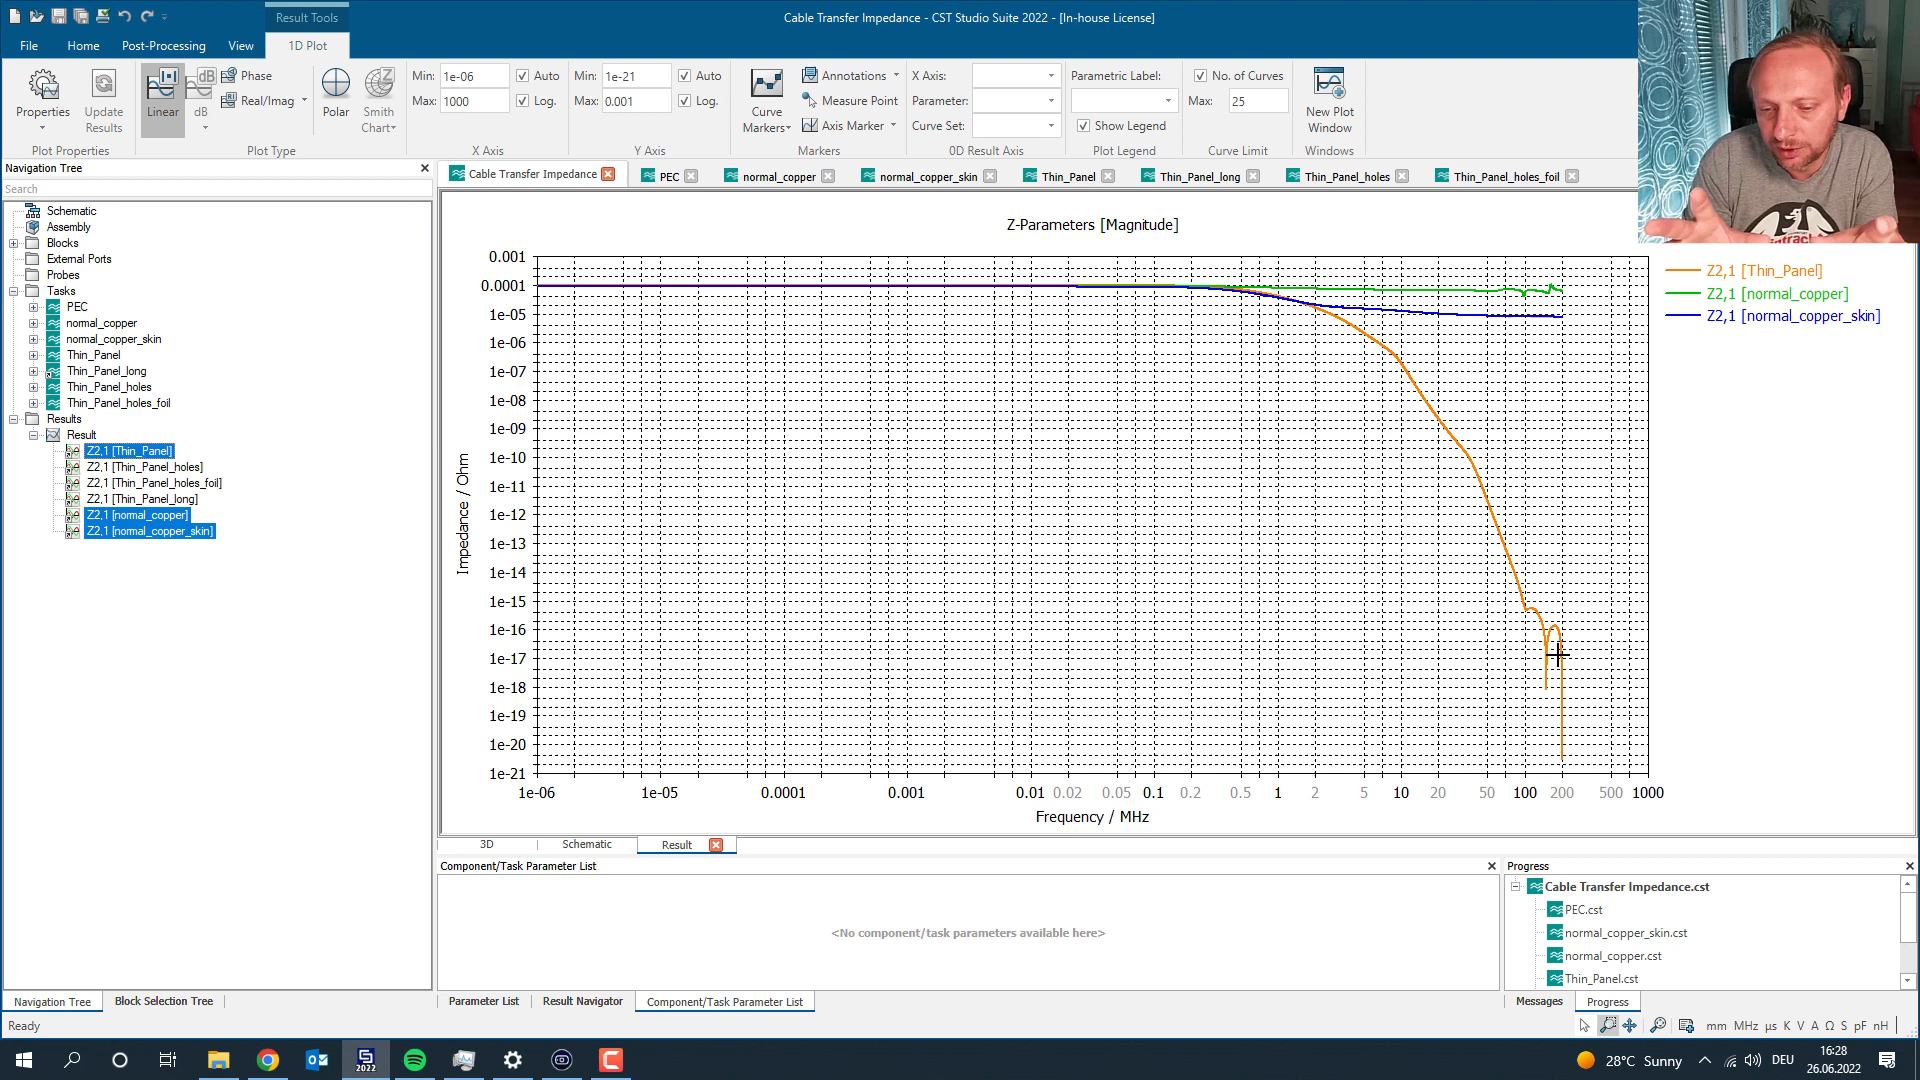 Result Tools
Cable Transfer Impedance - CST Studio Suite 2022 - [In-house License]
File Home Post-Processing View 1D Plot
Properties
Update Results
Plot Properties
Linear
dB
Phase
Real/Imag
Polar
Smith Chart
Plot Type
Min: 1e-06 Auto
Max: 1000 Log.
X Axis
Min: 1e-21 Auto
Max: 0.001 Log.
Y Axis
Curve Markers
Annotations
Measure Point
Axis Marker
Markers
X Axis:
Parameter:
Curve Set:
0D Result Axis
Parametric Label:
Show Legend
Plot Legend
No. of Curves
Max: 25
Curve Limit
New Plot Window
Windows
Navigation Tree
Search
Schematic
Assembly
Blocks
External Ports
Probes
Tasks
PEC
normal_copper
normal_copper_skin
Thin_Panel
Thin_Panel_long
Thin_Panel_holes
Thin_Panel_holes_foil
Results
Result
Z2,1 [Thin_Panel]
Z2,1 [Thin_Panel_holes]
Z2,1 [Thin_Panel_holes_foil]
Z2,1 [Thin_Panel_long]
Z2,1 [normal_copper]
Z2,1 [normal_copper_skin]
Cable Transfer Impedance PEC normal_copper normal_copper_skin Thin_Panel Thin_Panel_long Thin_Panel_holes Thin_Panel_holes_foil
Z-Parameters [Magnitude]
Impedance / Ohm
0.001
0.0001
1e-05
1e-06
1e-07
1e-08
1e-09
1e-10
1e-11
1e-12
1e-13
1e-14
1e-15
1e-16
1e-17
1e-18
1e-19
1e-20
1e-21
1e-06 1e-05 0.0001 0.001 0.01 0.02 0.05 0.1 0.2 0.5 1 2 5 10 20 50 100 200 500 1000
Frequency / MHz
Z2,1 [Thin_Panel]
Z2,1 [normal_copper]
Z2,1 [normal_copper_skin]
3D Schematic Result
Component/Task Parameter List
<No component/task parameters available here>
Progress
Cable Transfer Impedance.cst
PEC.cst
normal_copper_skin.cst
normal_copper.cst
Thin_Panel.cst
Navigation Tree Block Selection Tree
Parameter List Result Navigator Component/Task Parameter List
Messages Progress
Ready
mm MHz µs K V A Ω S pF nH
2022
28°C Sunny
DEU
16:28
26.06.2022